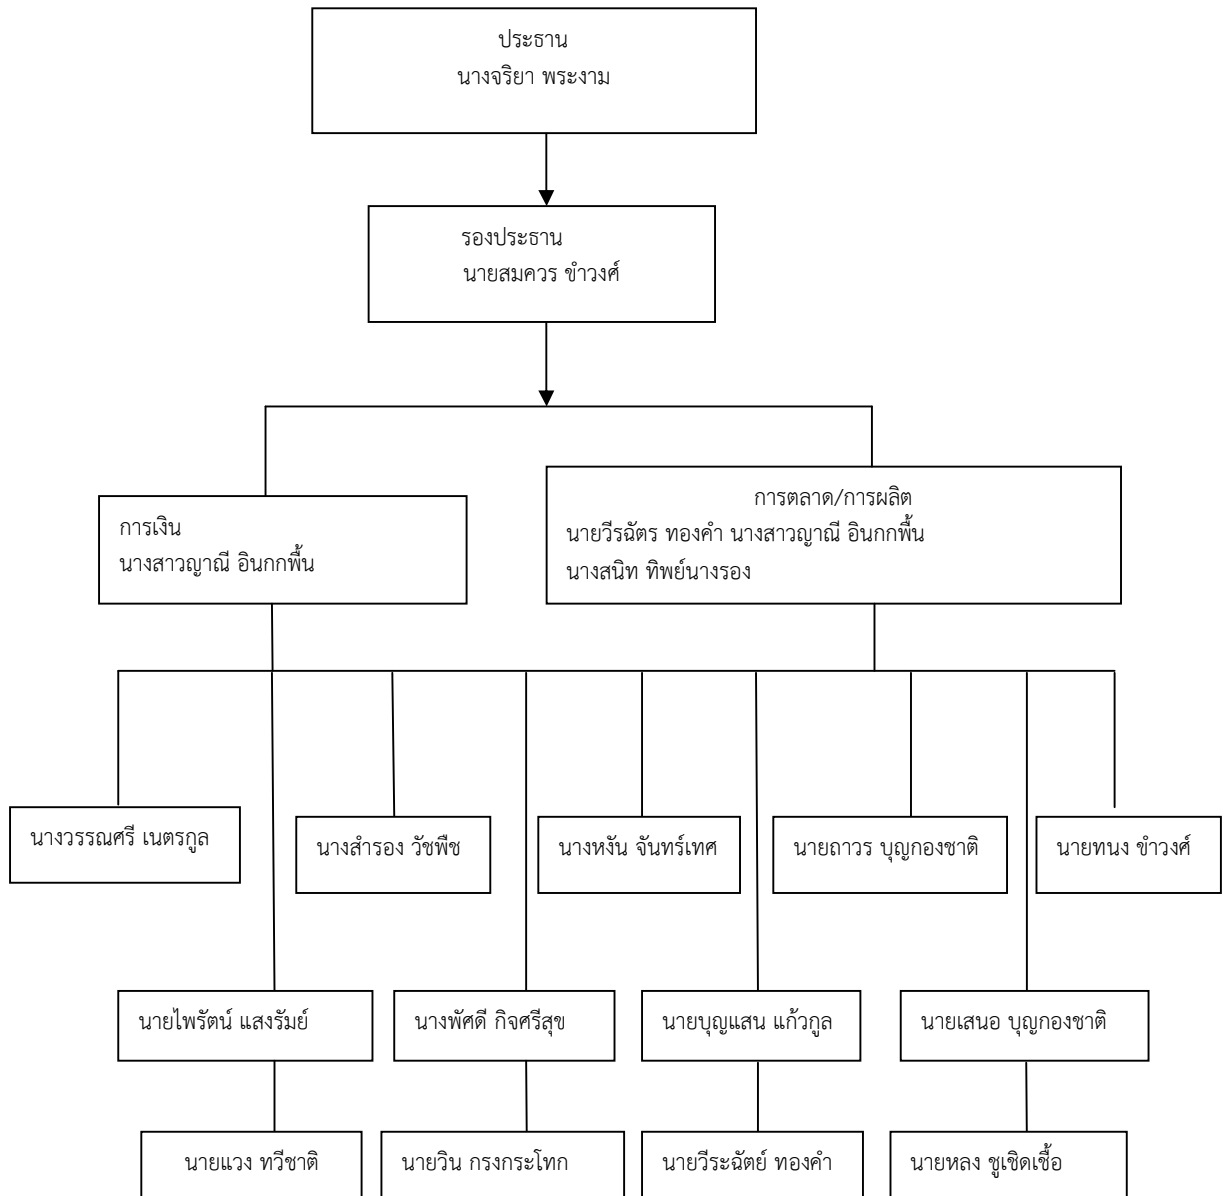 ประธาน
นางจริยา พระงาม
รองประธาน
นายสมควร ขำวงศ์
การเงิน
นางสาวญาณี อินกกพื้น
การตลาด/การผลิต
นายวีรฉัตร ทองคำ นางสาวญาณี อินกกพื้น
นางสนิท ทิพย์นางรอง
นางวรรณศรี เนตรกูล
นางสำรอง วัชพืช
นางหงัน จันทร์เทศ
นายถาวร บุญกองชาติ
นายทนง ขำวงศ์
นายไพรัตน์ แสงรัมย์
นางพัศดี กิจศรีสุข
นายบุญแสน แก้วกูล
นายเสนอ บุญกองชาติ
นายแวง ทวีชาติ
นายวิน กรงกระโทก
นายวีระฉัตย์ ทองคำ
นายหลง ชูเชิดเชื้อ